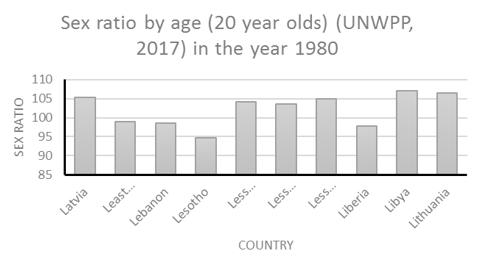 Sex ratio by age (20 year olds) (UNWPP,
2017) in the year 1980
110
105
100
95
90
85
SEX RATIO
Latvia
Least...
Lebanon
Lesotho
Less...
Less...
Less...
Liberia
Libya
Lithuania
COUNTRY